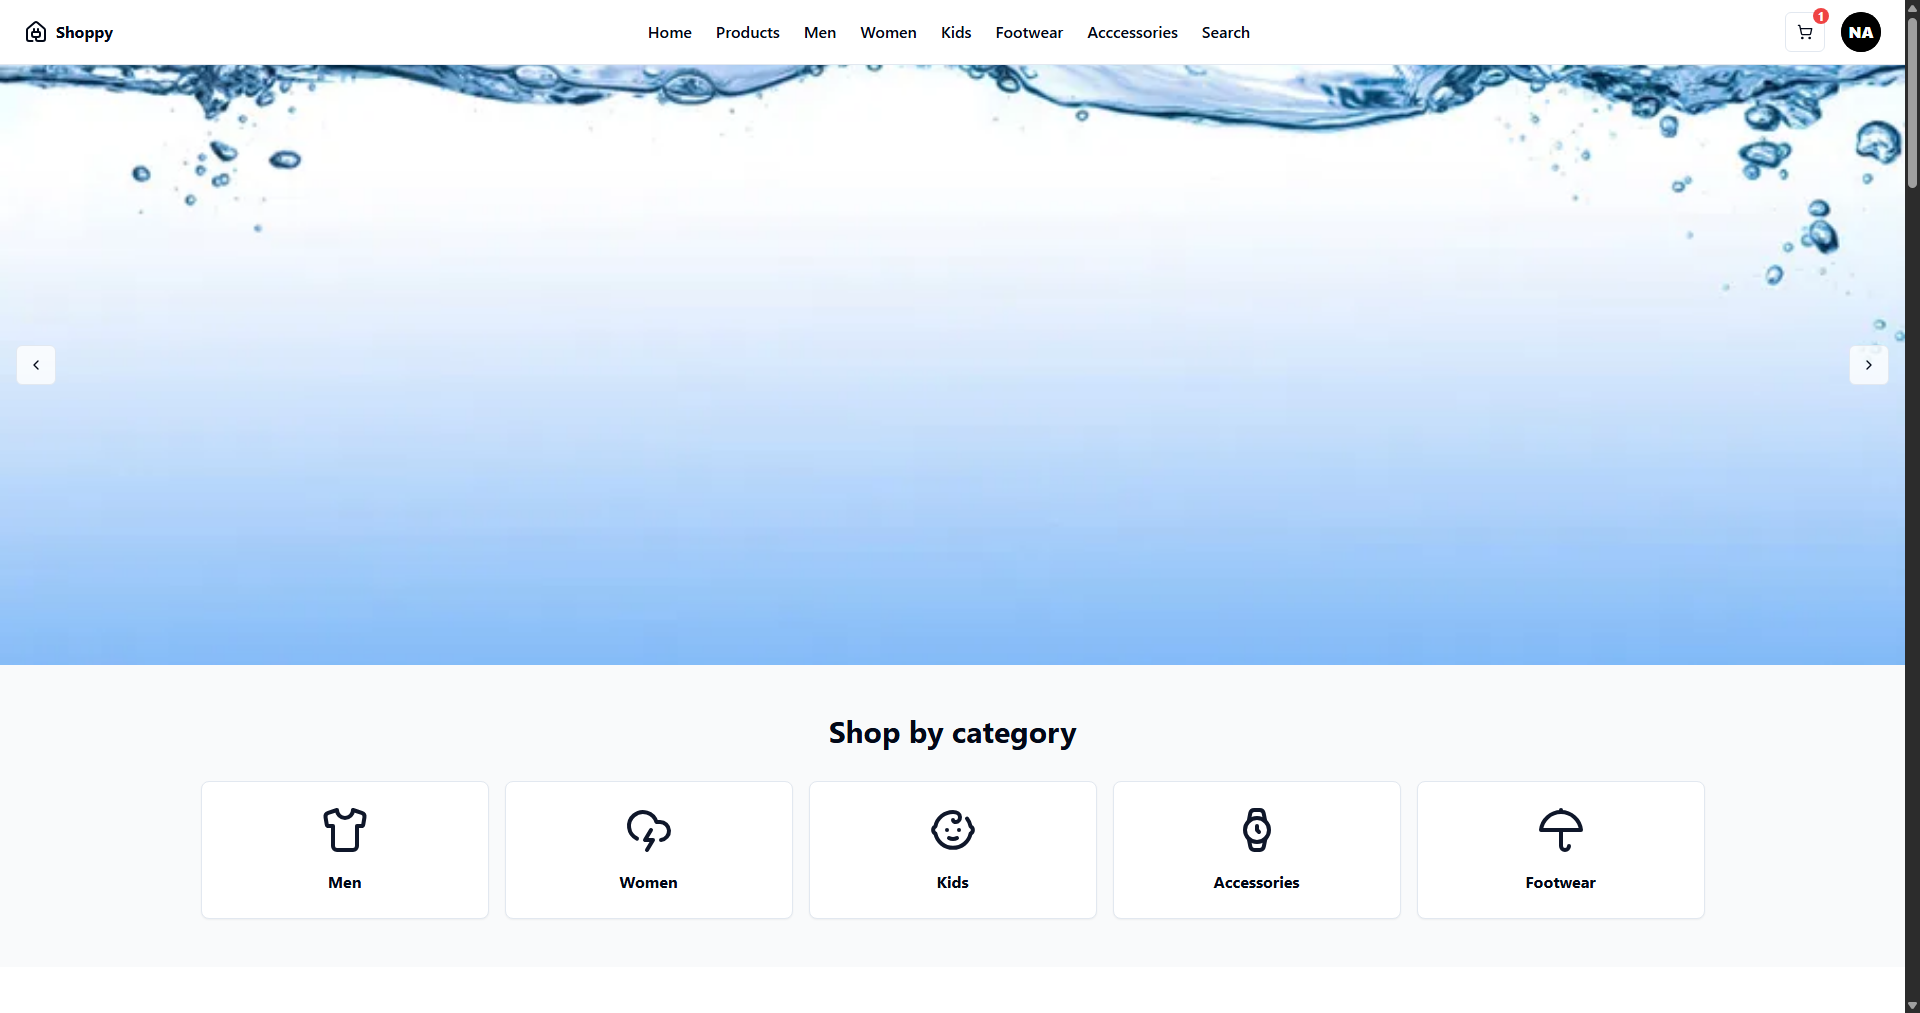 Shoppy
Home Products Men Women Kids Footwear Acccessories Search
1
NA
Shop by category
Men
Women
Kids
Accessories
Footwear